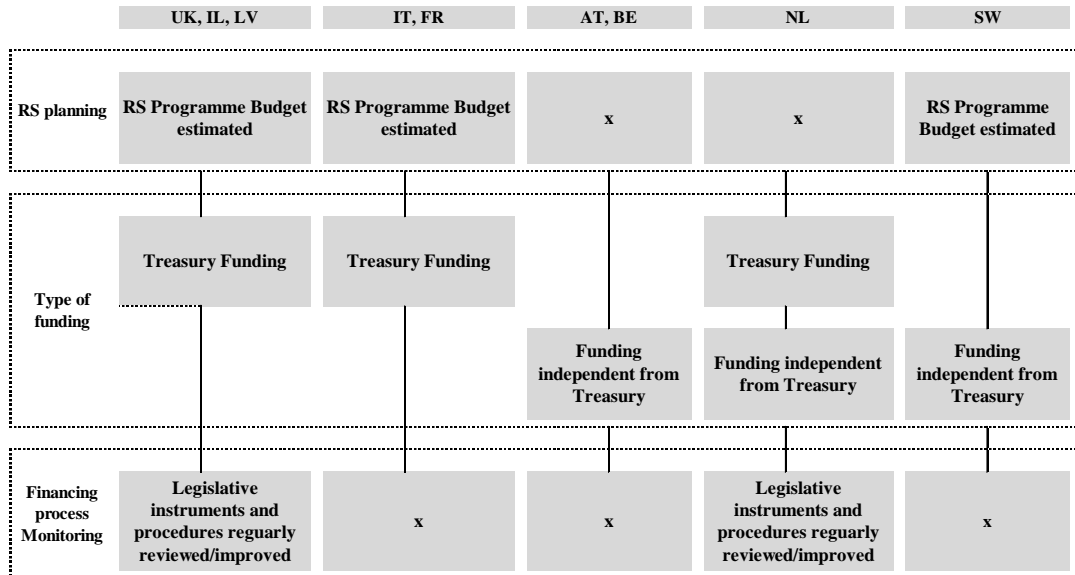 UK, IL, LV
IT, FR
AT, BE
NL
SW
RS planning
RS Programme Budget
estimated
RS Programme Budget
estimated
x
x
RS Programme
Budget estimated
Type of
funding
Treasury Funding
Treasury Funding
Treasury Funding
Funding
independent from
Treasury
Funding independent
from Treasury
Funding
independent from
Treasury
Financing
process
Monitoring
Legislative
instruments and
procedures reguarly
reviewed/improved
x
x
Legislative
instruments and
procedures reguarly
reviewed/improved
x